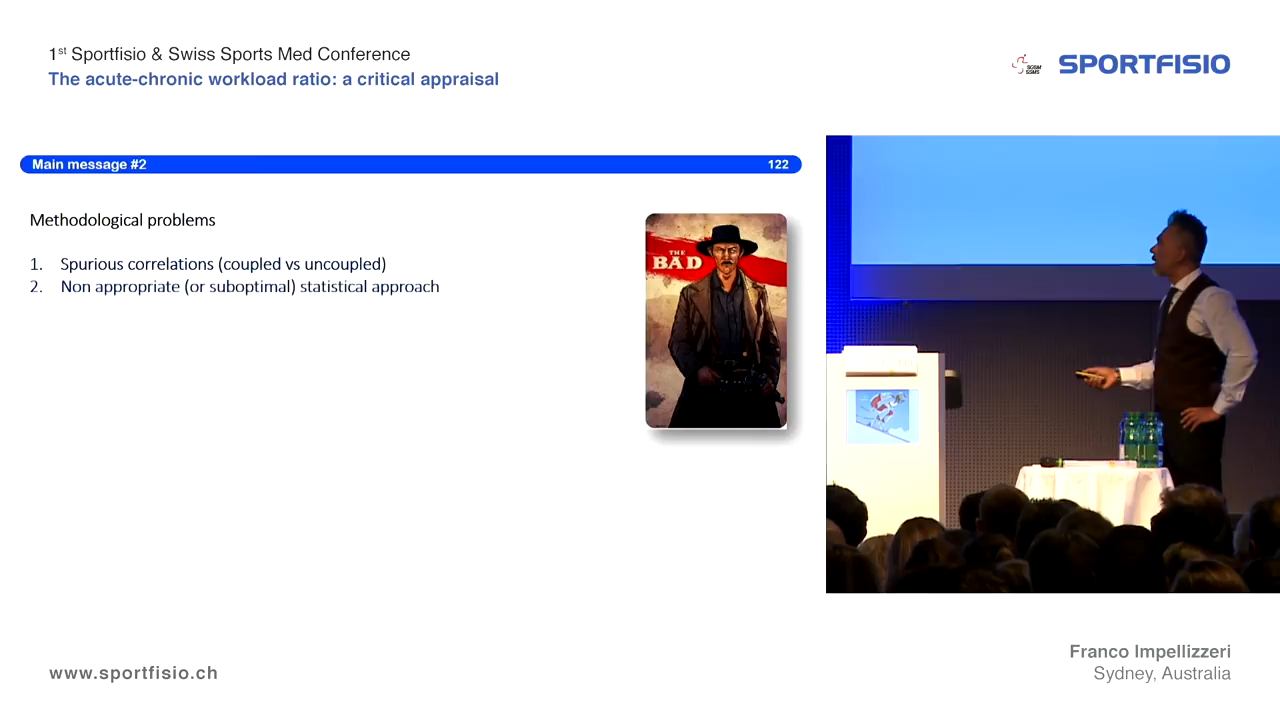 1st Sportfisio & Swiss Sports Med Conference
The acute-chronic workload ratio: a critical appraisal
SGSM
SSMS
SPORTFISIO
Main message #2
122
Methodological problems
1. Spurious correlations (coupled vs uncoupled)
2. Non appropriate (or suboptimal) statistical approach
THE
BAD
www.sportfisio.ch
Franco Impellizzeri
Sydney, Australia